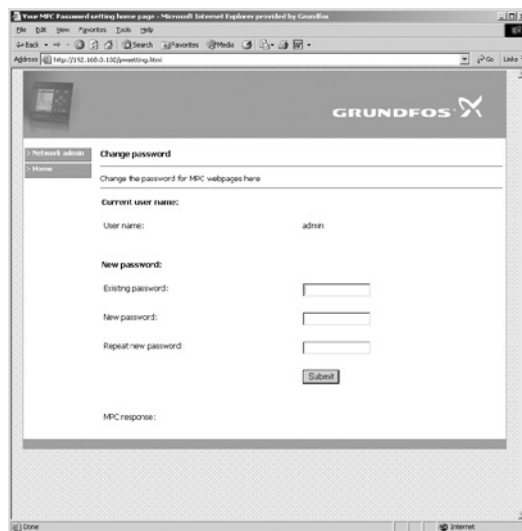 Your MPC Password setting home page - Microsoft Internet Explorer provided by Grundfos
File Edit View Favorites Tools Help
Back Search Favorites Media
Address http://192.168.0.102/pwsetting.html Go Links
GRUNDFOS
> Network admin
> Home
Change password
Change the password for MPC webpages here
Current user name:
User name: admin
New password:
Existing password:
New password:
Repeat new password:
Submit
MPC response:
Done Internet